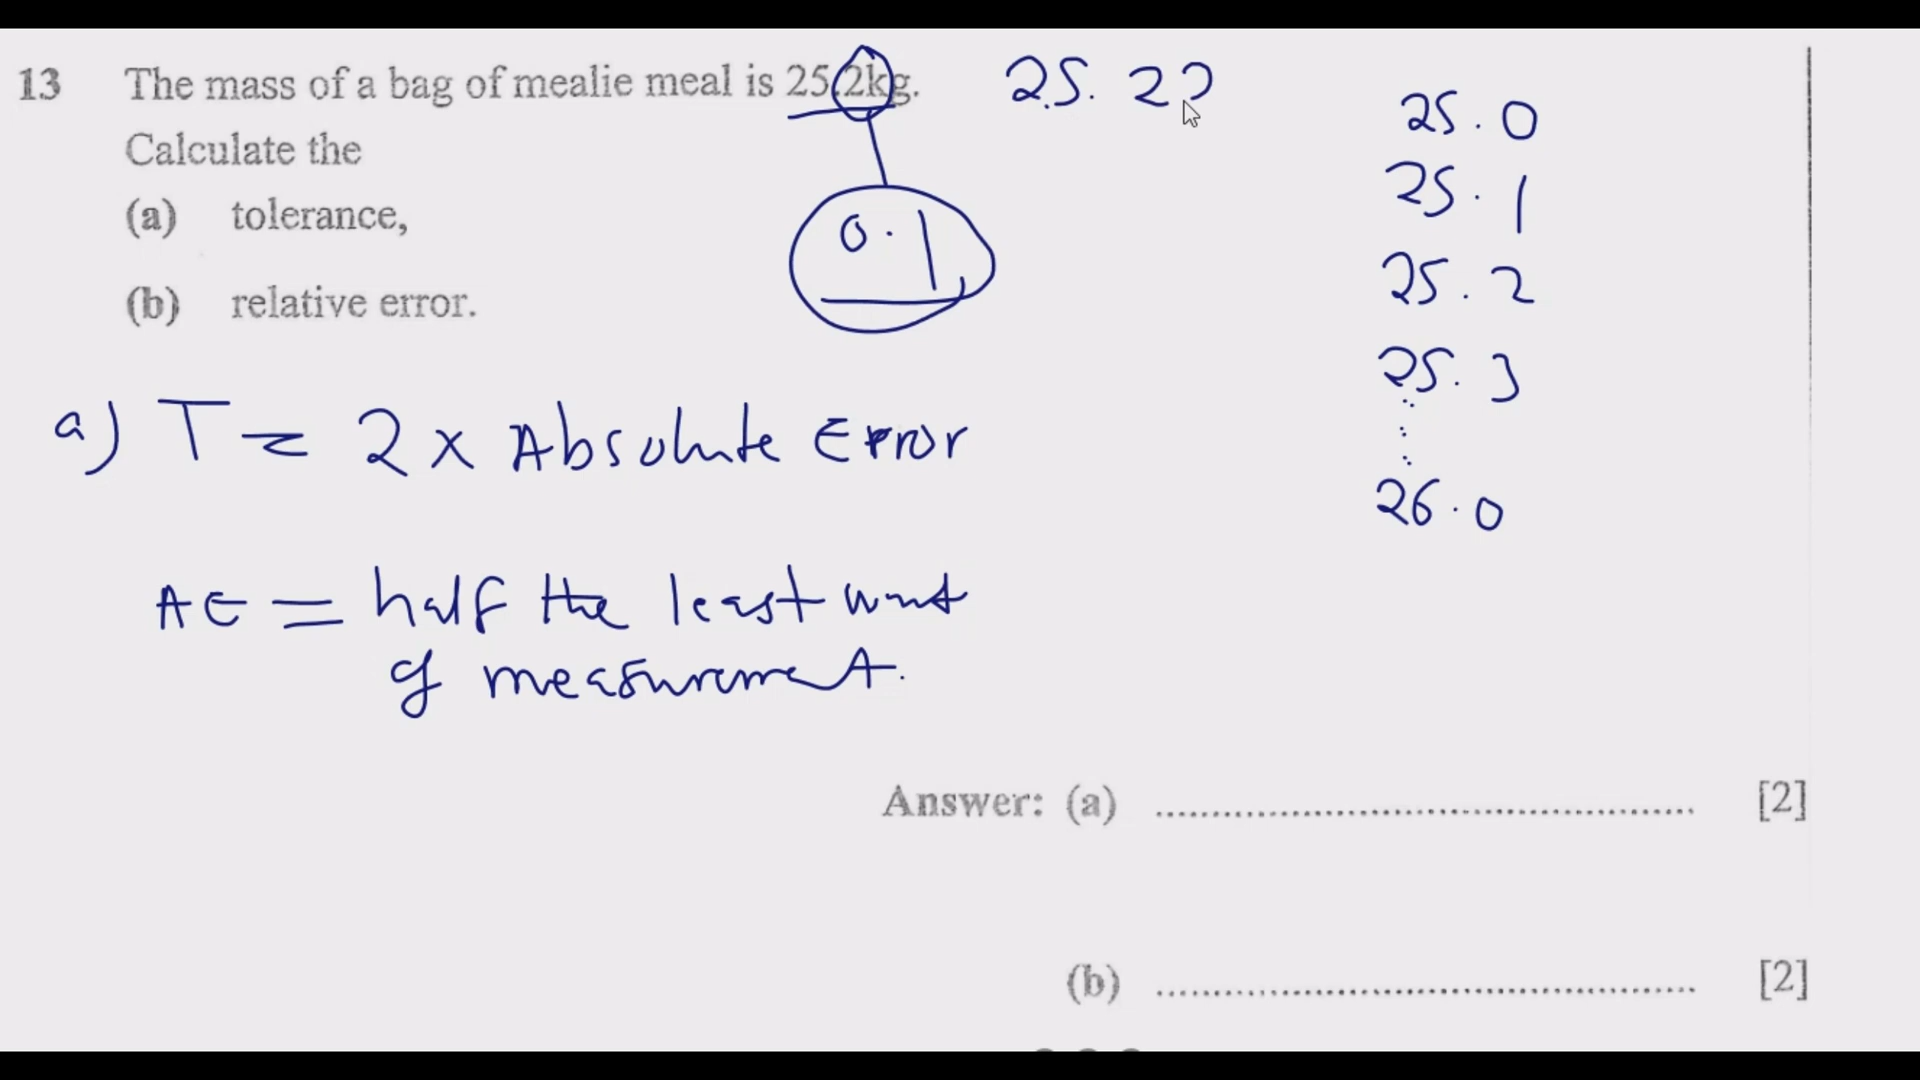 13 The mass of a bag of mealie meal is 25.2kg.
25.22
Calculate the
(a) tolerance,
(b) relative error.
0.1
25.0
25.1
25.2
25.3
26.0
a) T = 2 x Absolute Error
AE = half the least unit
of measurement.
Answer: (a) .......................................................... [2]
(b) .......................................................... [2]